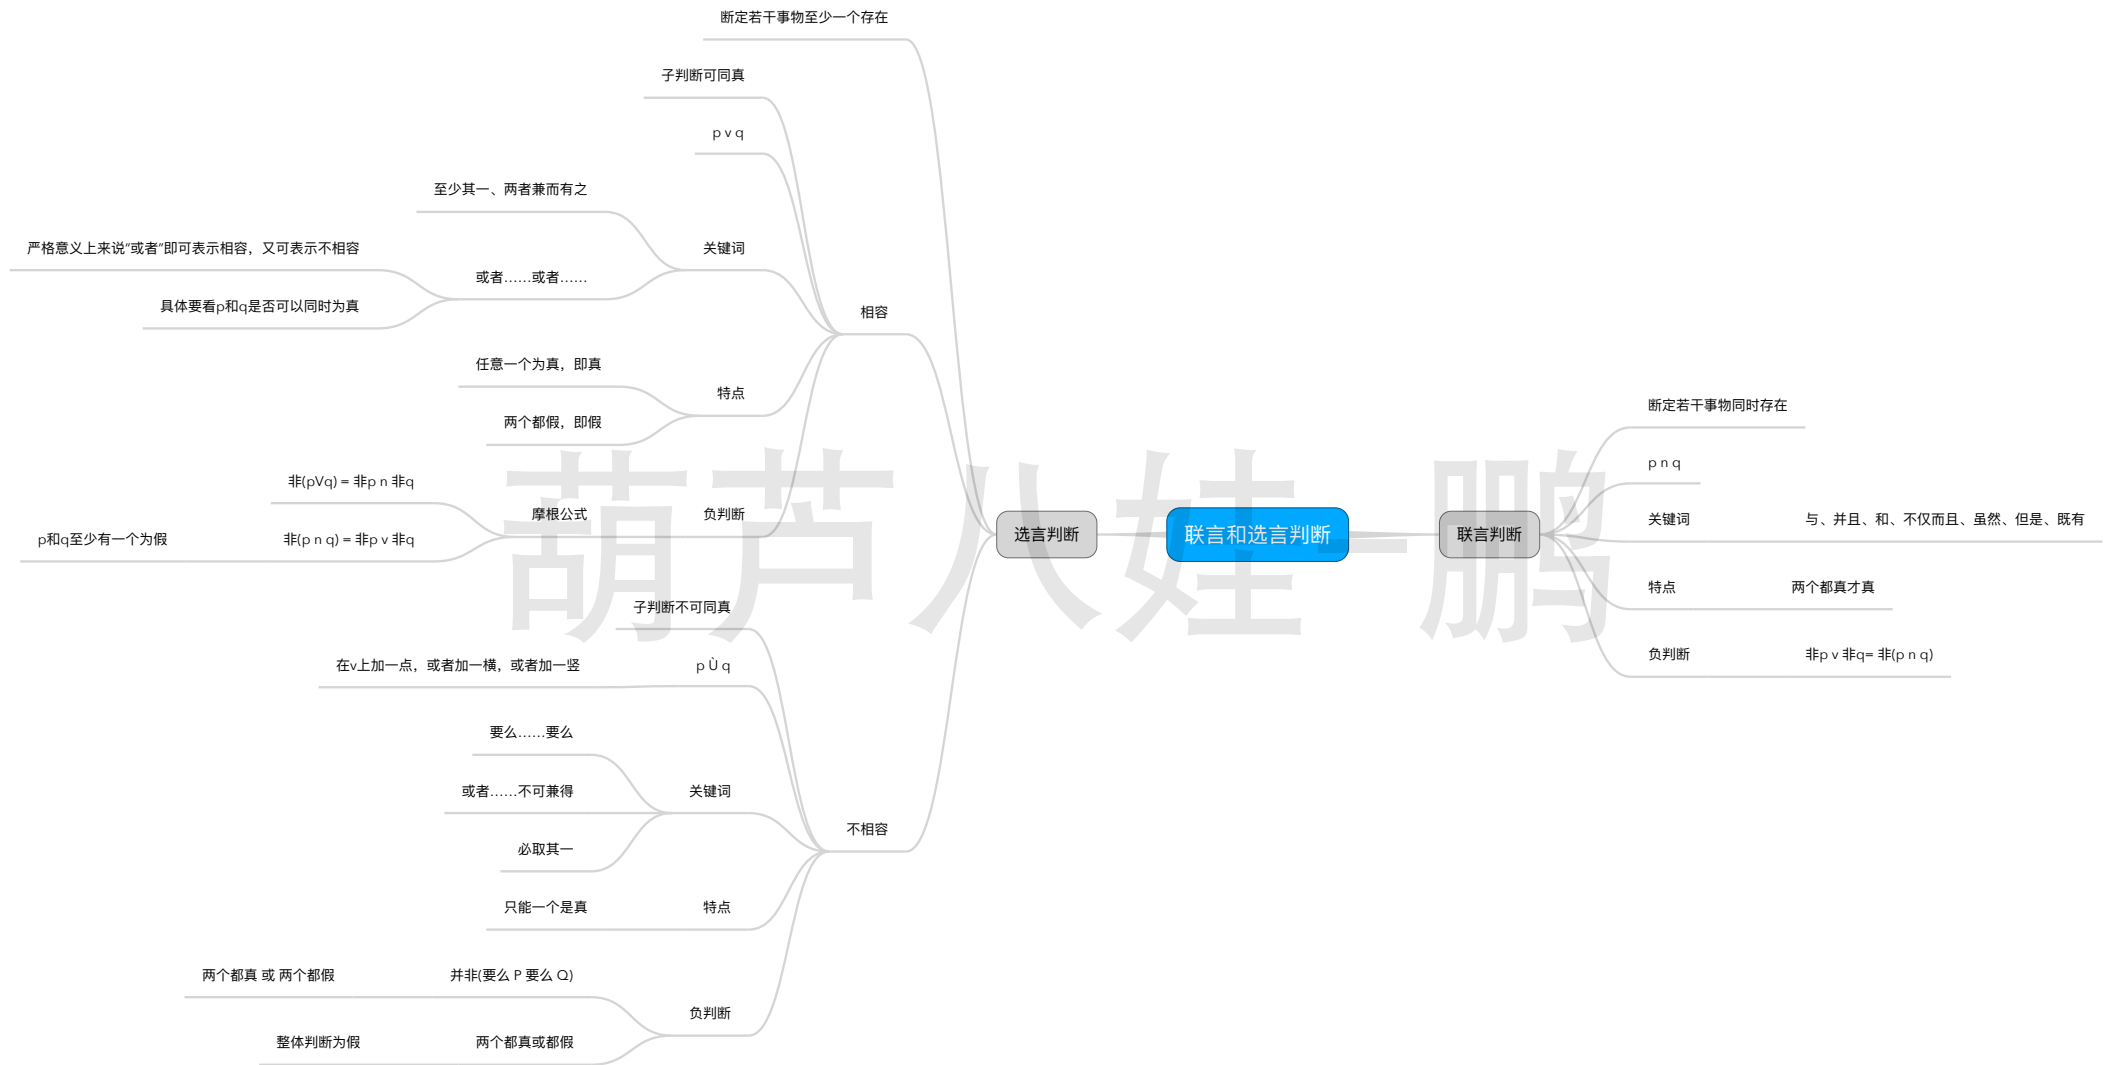 断定若干事物至少一个存在
子判断可同真
p v q
至少其一、两者兼而有之
严格意义上来说“或者”即可表示相容，又可表示不相容
关键词
或者……或者……
具体要看p和q是否可以同时为真
相容
任意一个为真，即真
特点
两个都假，即假
非(pVq) = 非p n 非q
摩根公式
负判断
p和q至少有一个为假
非(p n q) = 非p v 非q
选言判断
联言和选言判断
联言判断
断定若干事物同时存在
p n q
关键词
与、并且、和、不仅而且、虽然、但是、既有
特点
两个都真才真
负判断
非p v 非q= 非(p n q)
子判断不可同真
在v上加一点，或者加一横，或者加一竖
p Ù q
要么……要么
或者……不可兼得
关键词
必取其一
不相容
只能一个是真
特点
两个都真 或 两个都假
并非(要么 P 要么 Q)
负判断
整体判断为假
两个都真或都假
葫芦八娃_鹏